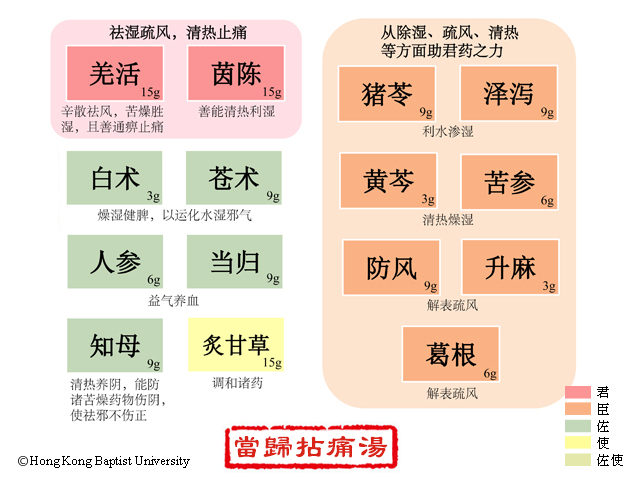 祛湿疏风，清热止痛
羌活
15g
茵陈
15g
辛散祛风，苦燥胜
湿，且善通痹止痛
善能清热利湿
白术
3g
苍术
9g
燥湿健脾，以运化水湿邪气
人参
6g
当归
9g
益气养血
知母
9g
炙甘草
15g
清热养阴，能防
诸苦燥药物伤阴，
使祛邪不伤正
调和诸药
从除湿、疏风、清热
等方面助君药之力
猪苓
9g
泽泻
9g
利水渗湿
黄芩
3g
苦参
6g
清热燥湿
防风
9g
升麻
3g
解表疏风
葛根
6g
解表疏风
君
臣
佐
使
佐使
當歸拈痛湯
©Hong Kong Baptist University